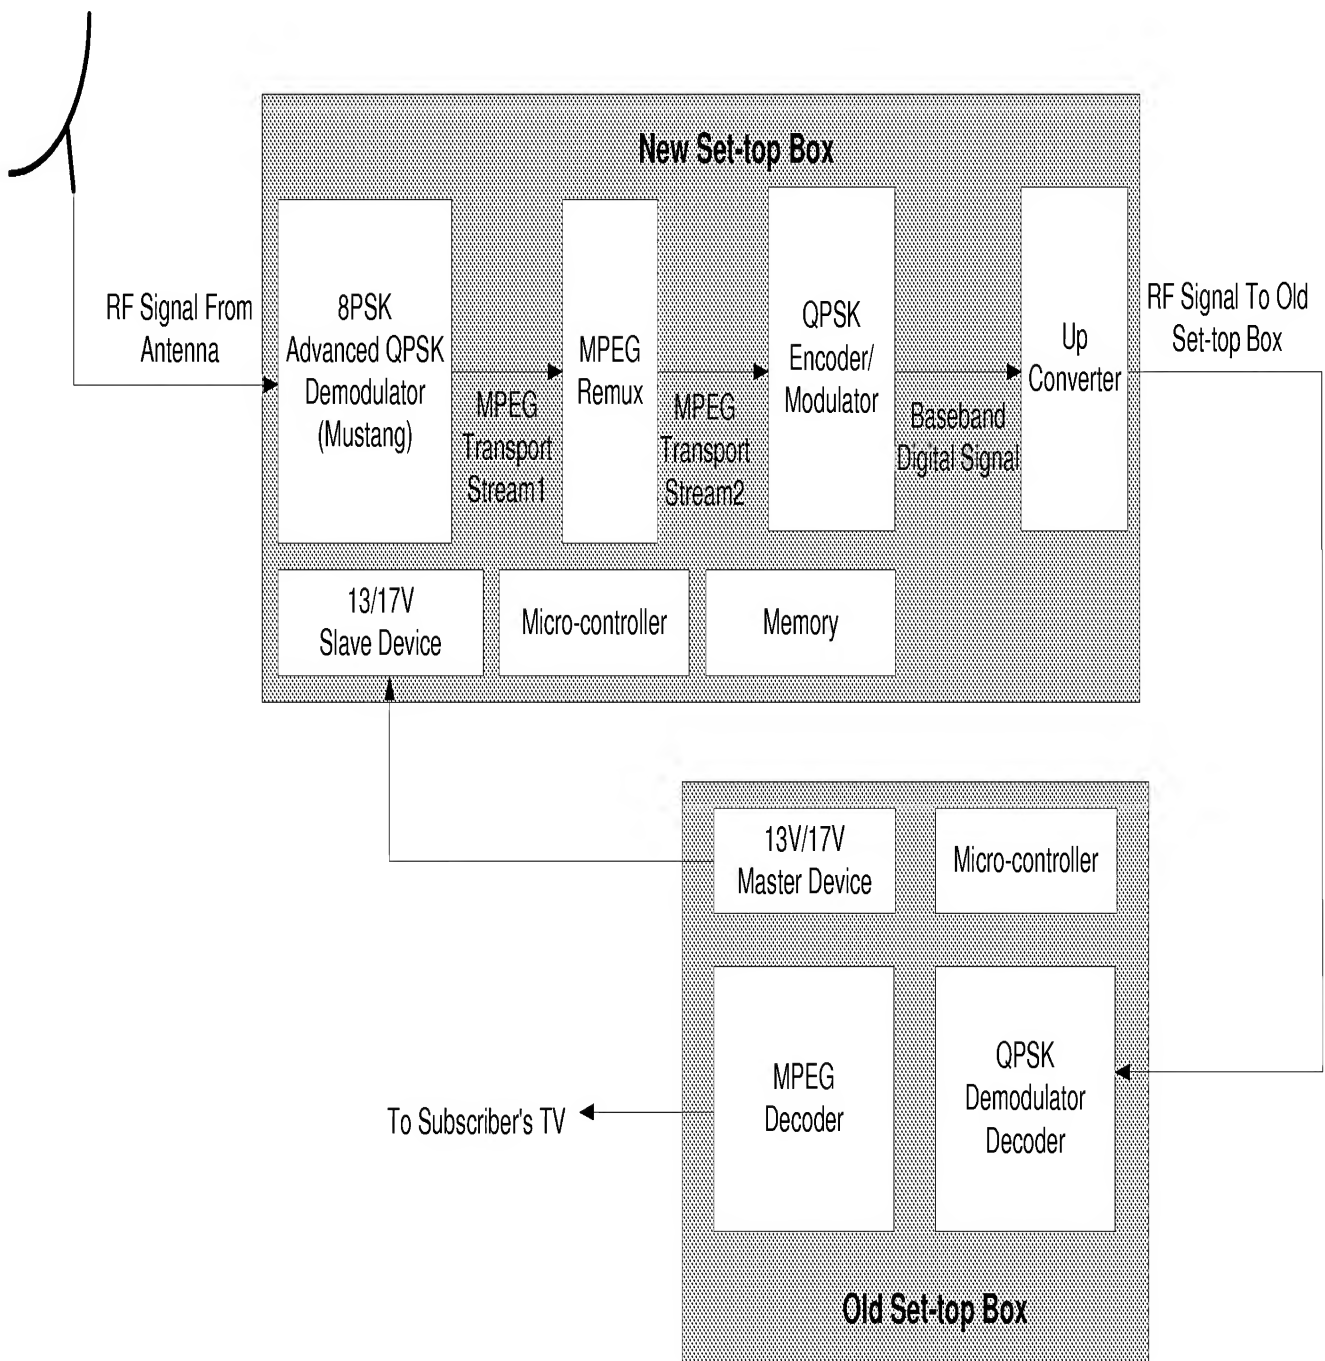 New Set-top Box
RF Signal From
Antenna
8PSK
Advanced QPSK
Demodulator
(Mustang)
MPEG
Transport
Stream1
MPEG
Remux
MPEG
Transport
Stream2
QPSK
Encoder/
Modulator
Baseband
Digital Signal
Up
Converter
RF Signal To Old
Set-top Box
13/17V
Slave Device
Micro-controller
Memory
13V/17V
Master Device
Micro-controller
MPEG
Decoder
QPSK
Demodulator
Decoder
To Subscriber's TV
Old Set-top Box